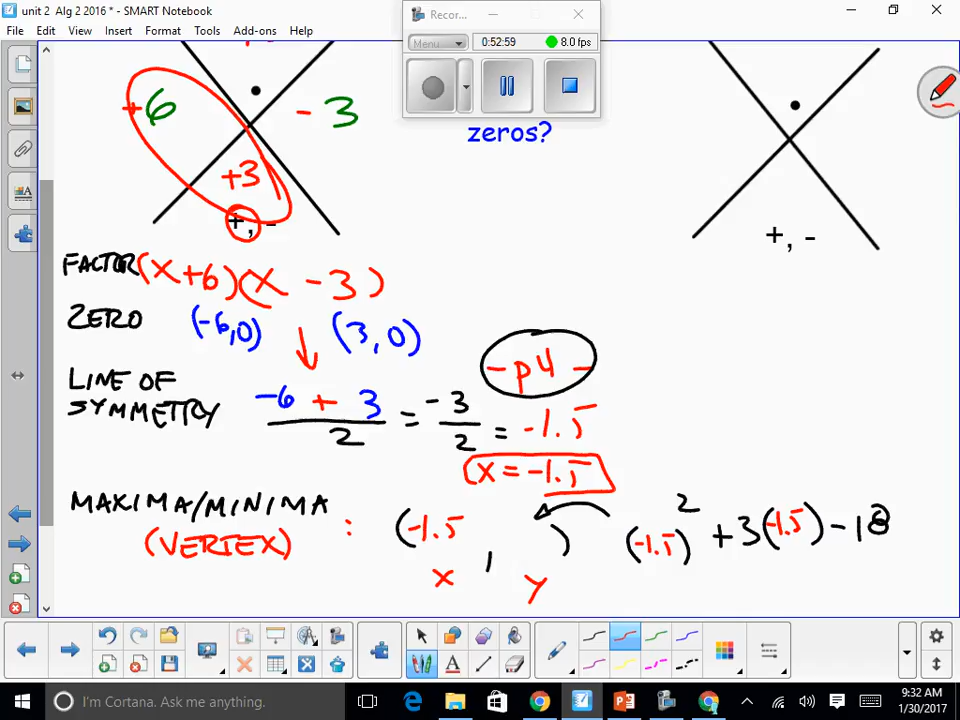 unit 2 Alg 2 2016 * - SMART Notebook
Recor...
File Edit View Insert Format Tools Add-ons Help
Menu
0:52:59
8.0 fps
zeros?
+6
- 3
+3
+, -
+, -
FACTOR (x+6)(x - 3)
ZERO (-6,0) (3,0)
- p4 -
LINE OF
SYMMETRY
-6 + 3
2
= -3
2
= -1.5
x = -1.5
MAXIMA/MINIMA
(VERTEX) : (-1.5 , ) (-1.5)2 + 3(-1.5) - 18
x y
A
I'm Cortana. Ask me anything.
9:32 AM
1/30/2017